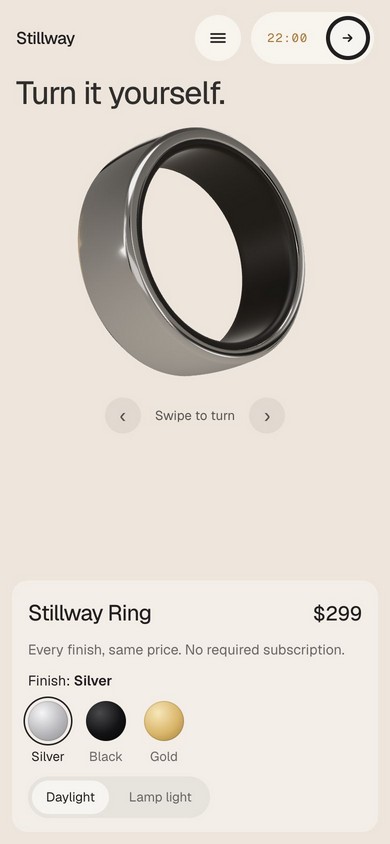 Stillway
22:00
Turn it yourself.
Swipe to turn
Stillway Ring
$299
Every finish, same price. No required subscription.
Finish: Silver
Silver
Black
Gold
Daylight
Lamp light